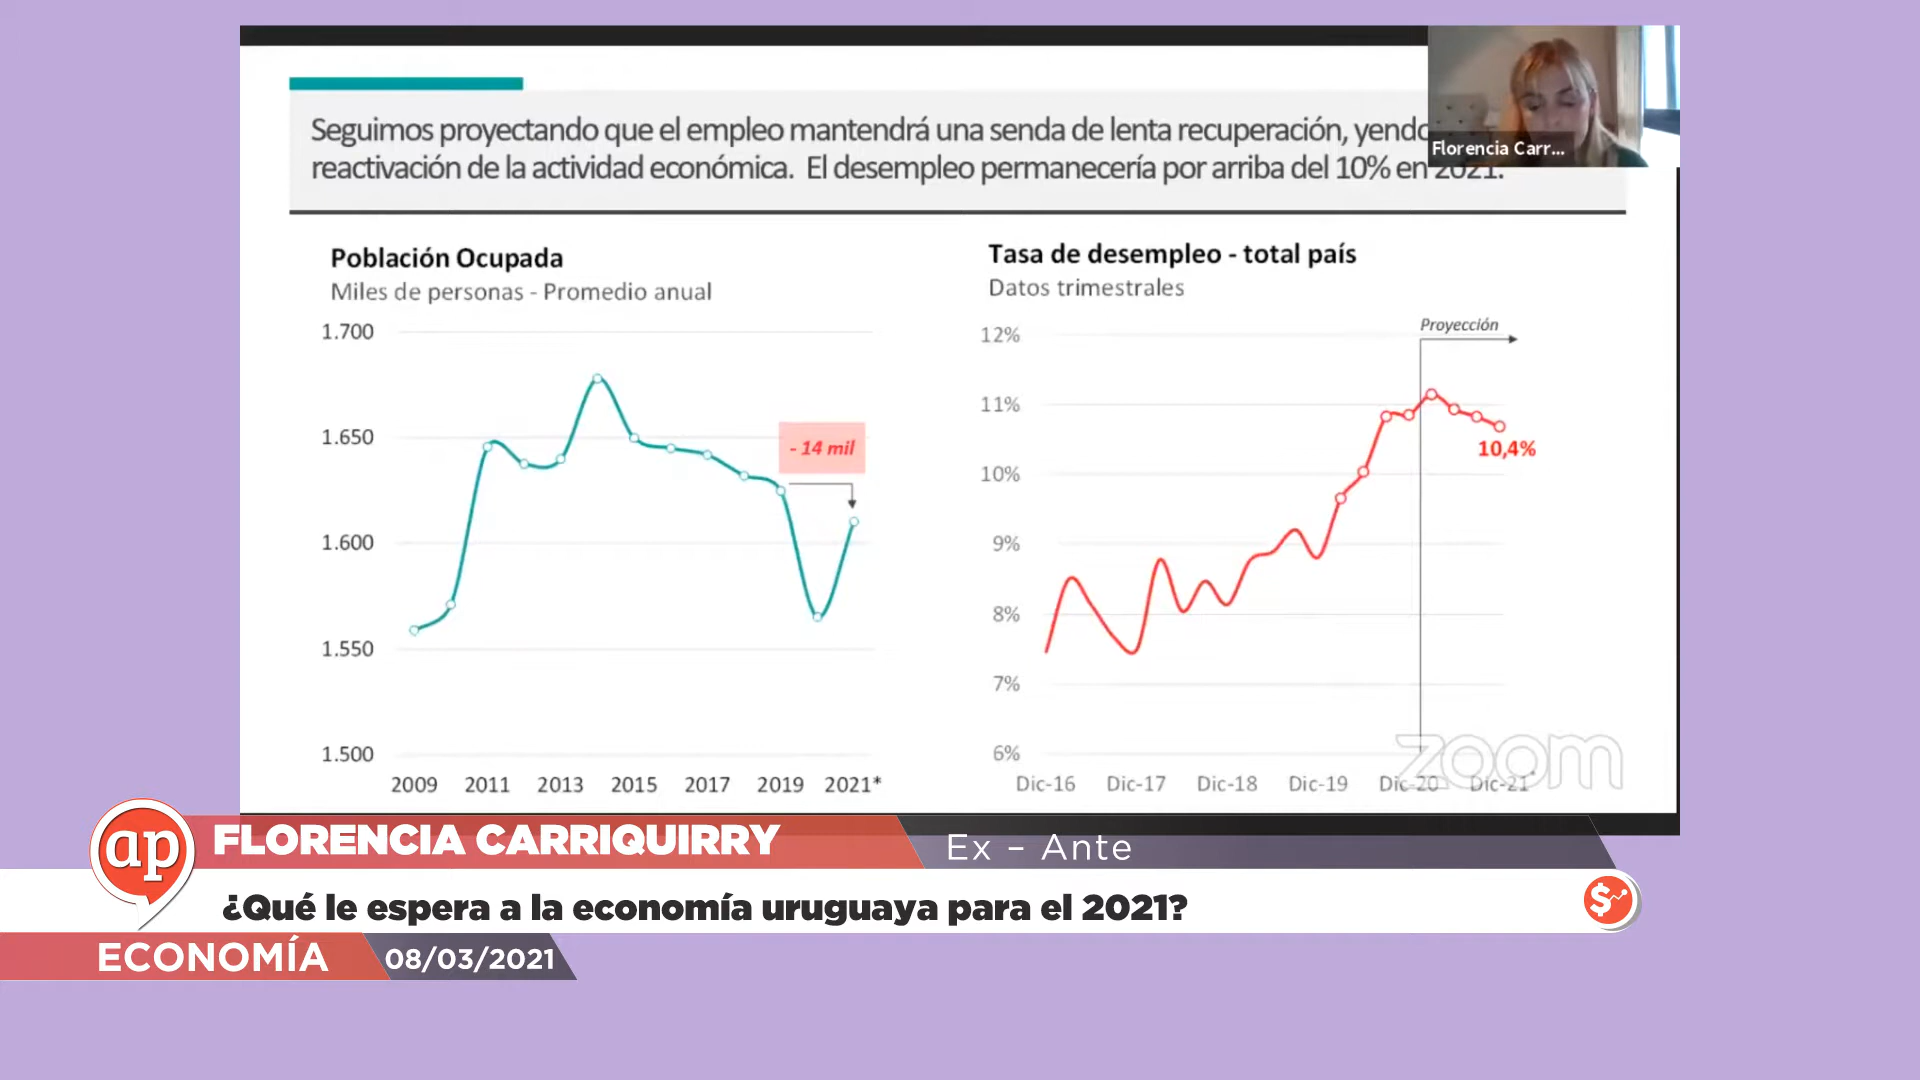 Seguimos proyectando que el empleo mantendrá una senda de lenta recuperación, yendo
reactivación de la actividad económica. El desempleo permanecería por arriba del 10% en 2021.
Florencia Carr...
Población Ocupada
Miles de personas - Promedio anual
1.700
1.650
1.600
1.550
1.500
- 14 mil
2009 2011 2013 2015 2017 2019 2021*
Tasa de desempleo - total país
Datos trimestrales
Proyección
12%
11%
10%
9%
8%
7%
6%
10,4%
Dic-16 Dic-17 Dic-18 Dic-19 Dic-20 Dic-21*
zoom
ap
FLORENCIA CARRIQUIRRY
Ex – Ante
¿Qué le espera a la economía uruguaya para el 2021?
$
ECONOMÍA
08/03/2021